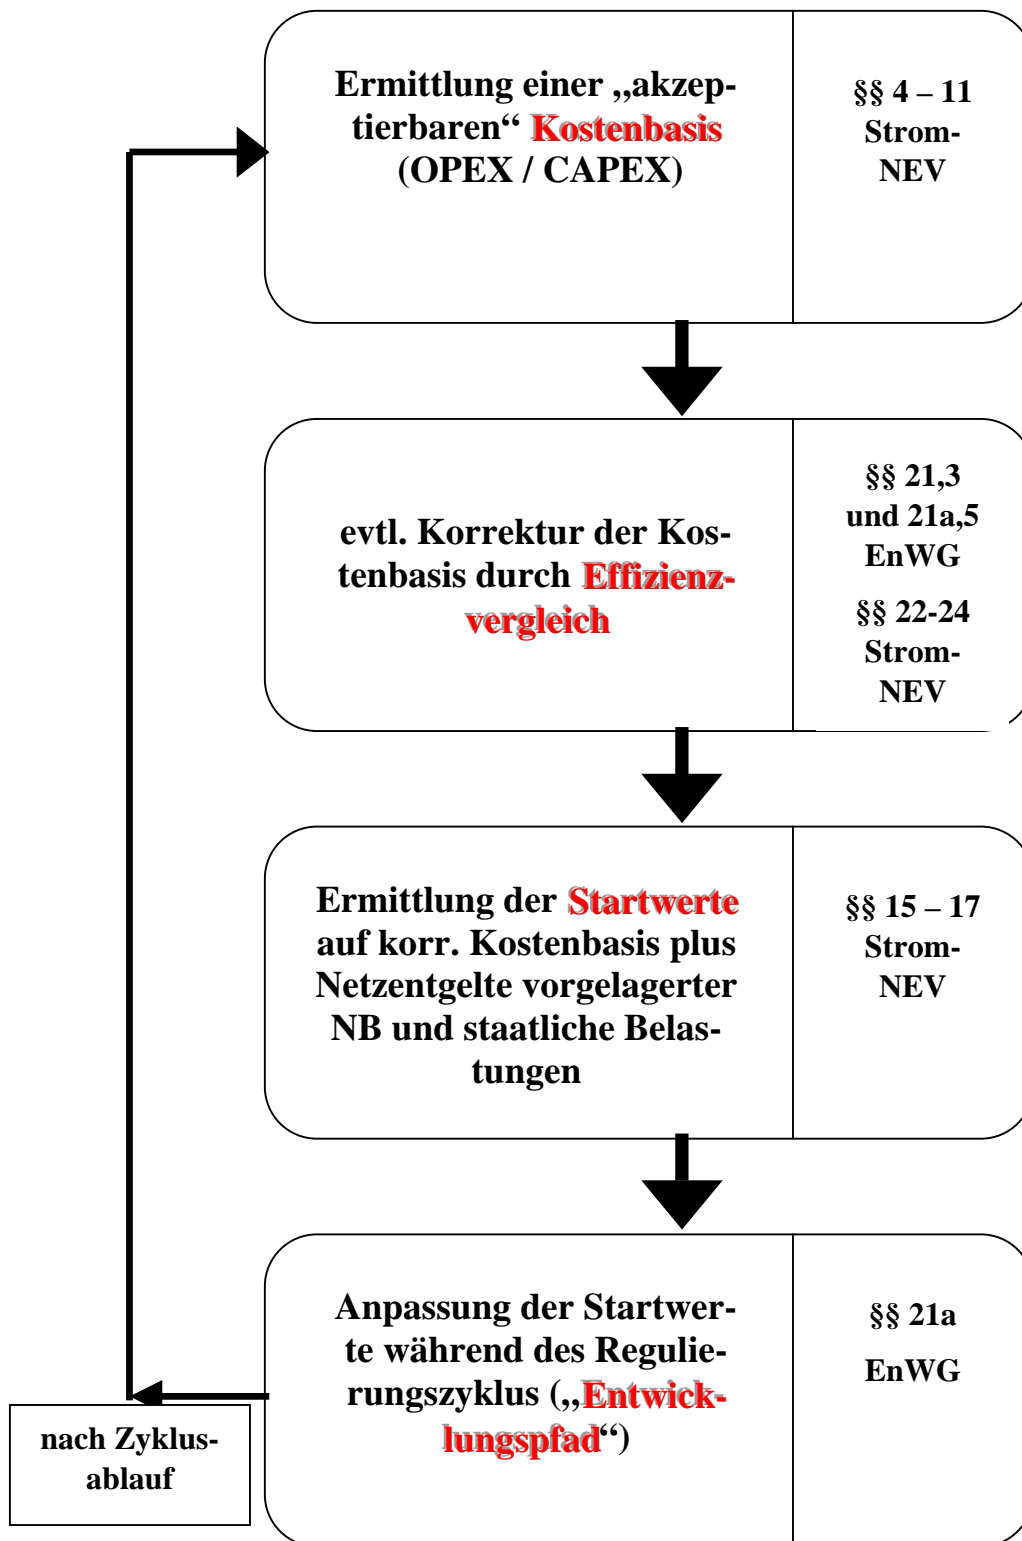 Ermittlung einer „akzep-
tierbaren“ Kostenbasis
(OPEX / CAPEX)
§§ 4 – 11
Strom-
NEV
evtl. Korrektur der Kos-
tenbasis durch Effizienz-
vergleich
§§ 21,3
und 21a,5
EnWG
§§ 22-24
Strom-
NEV
Ermittlung der Startwerte
auf korr. Kostenbasis plus
Netzentgelte vorgelagerter
NB und staatliche Belas-
tungen
§§ 15 – 17
Strom-
NEV
Anpassung der Startwer-
te während des Regulie-
rungszyklus („Entwick-
lungspfad“)
§§ 21a
EnWG
nach Zyklus-
ablauf